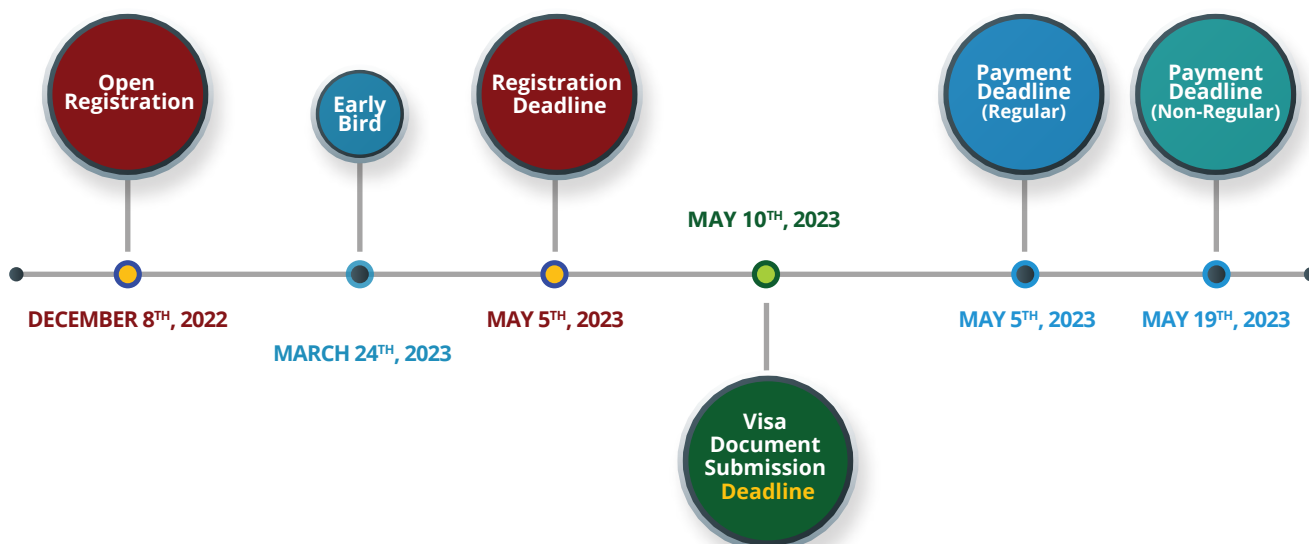 Open
Registration
DECEMBER 8TH, 2022
Early
Bird
MARCH 24TH, 2023
Registration
Deadline
MAY 5TH, 2023
MAY 10TH, 2023
Visa
Document
Submission
Deadline
Payment
Deadline
(Regular)
MAY 5TH, 2023
Payment
Deadline
(Non-Regular)
MAY 19TH, 2023